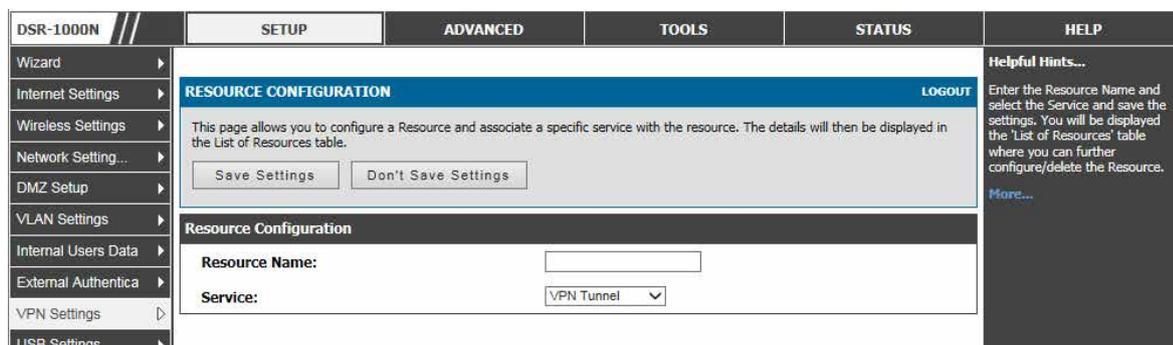 DSR-1000N
SETUP
ADVANCED
TOOLS
STATUS
HELP
Wizard
Internet Settings
Wireless Settings
Network Setting...
DMZ Setup
VLAN Settings
Internal Users Data
External Authentica
VPN Settings
USB Settings
RESOURCE CONFIGURATION
LOGOUT
This page allows you to configure a Resource and associate a specific service with the resource. The details will then be displayed in
the List of Resources table.
Save Settings
Don't Save Settings
Resource Configuration
Resource Name:
Service:
VPN Tunnel
Helpful Hints...
Enter the Resource Name and
select the Service and save the
settings. You will be displayed
the 'List of Resources' table
where you can further
configure/delete the Resource.
More...